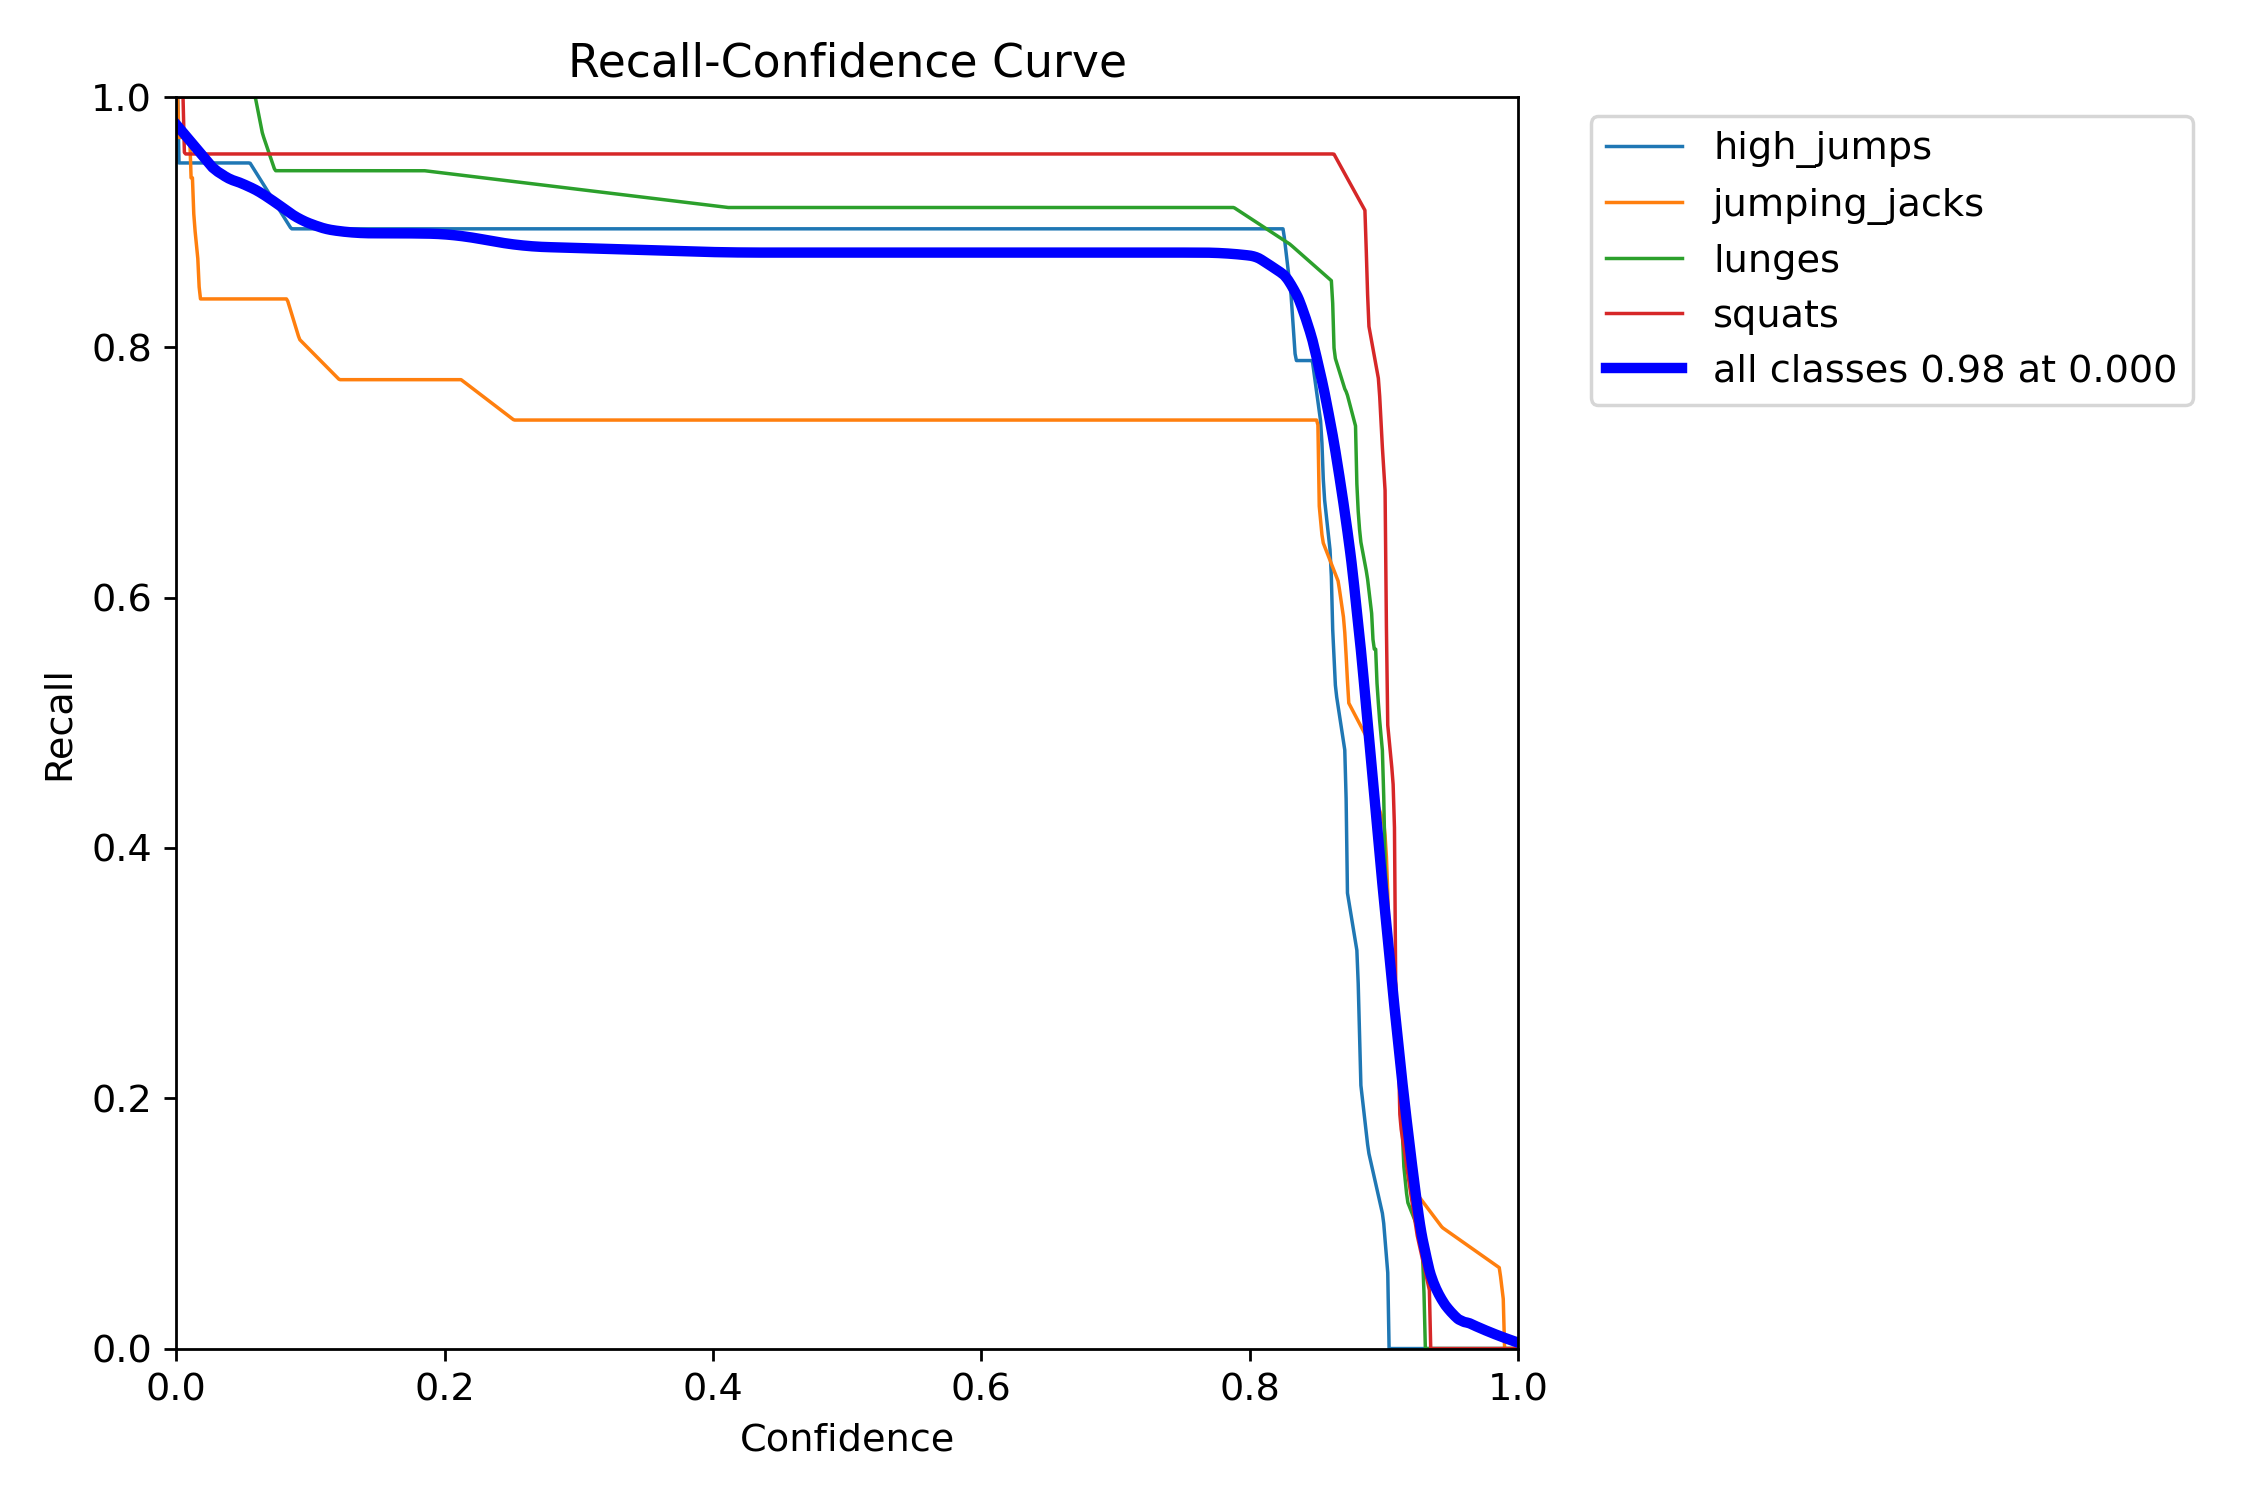 Recall-Confidence Curve
1.0
0.8
0.6
0.4
0.2
0.0
Recall
0.0 0.2 0.4 0.6 0.8 1.0
Confidence
high_jumps
jumping_jacks
lunges
squats
all classes 0.98 at 0.000